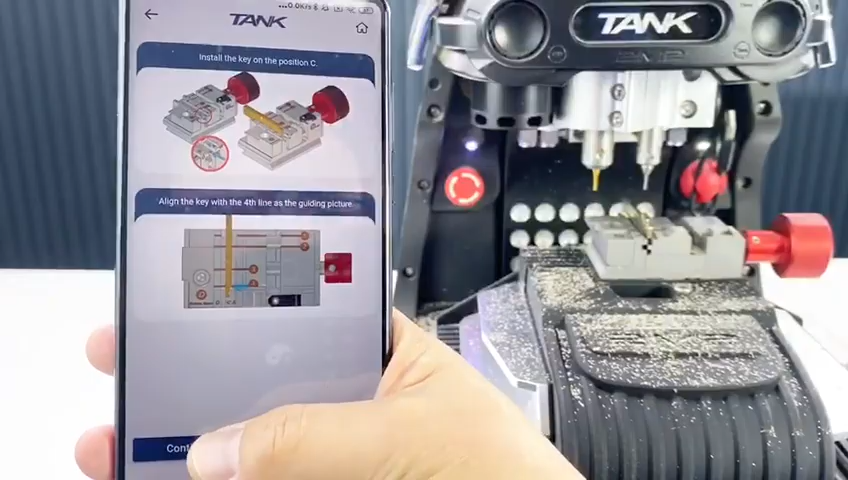 TANK
Install the key on the position C.
Align the key with the 4th line as the guiding picture
TANK
2M2